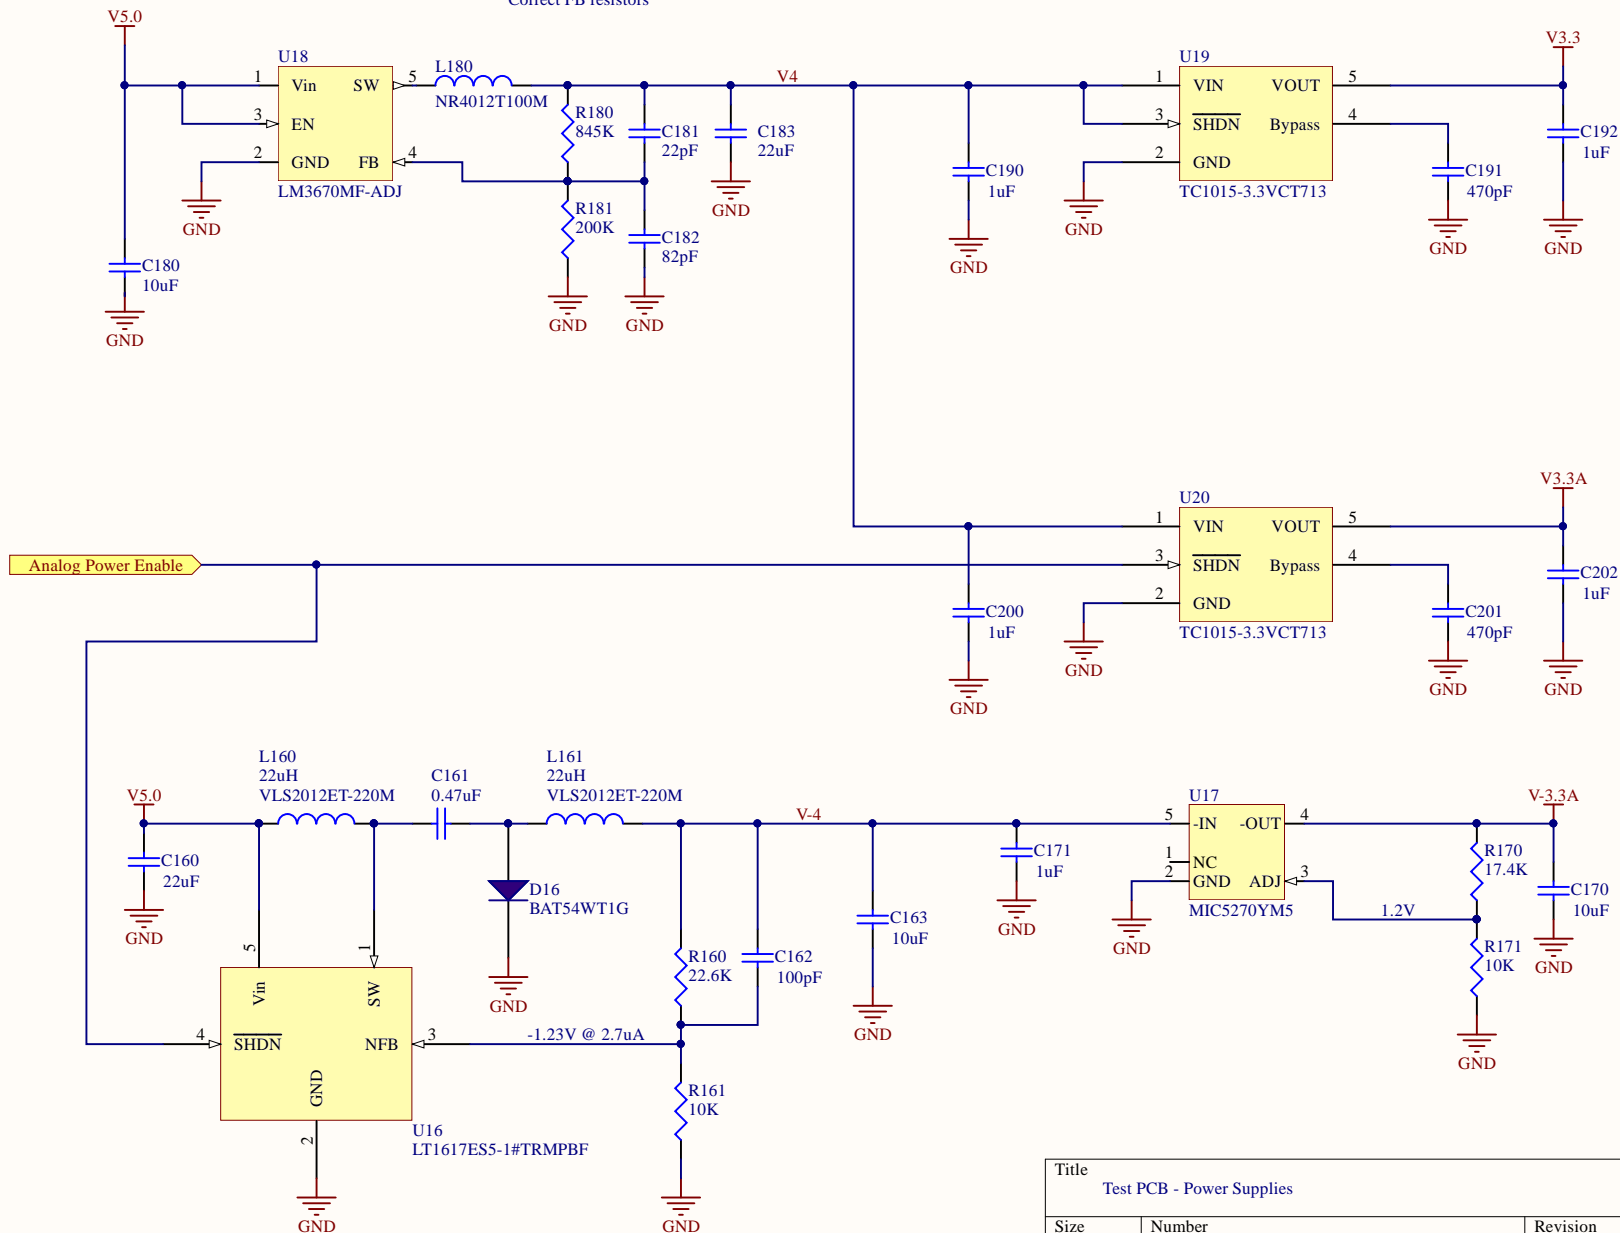 Correct FB resistors
V5.0
U18
1 Vin SW 5
3 EN
2 GND FB 4
LM3670MF-ADJ
GND
C180
10uF
GND
L180
NR4012T100M
R180
845K
C181
22pF
C183
22uF
GND
R181
200K
C182
82pF
GND
GND
V4
C190
1uF
GND
U19
1 VIN VOUT 5
3 SHDN Bypass 4
2 GND
TC1015-3.3VCT713
GND
V3.3
C191
470pF
GND
C192
1uF
GND
Analog Power Enable
C200
1uF
GND
U20
1 VIN VOUT 5
3 SHDN Bypass 4
2 GND
TC1015-3.3VCT713
GND
V3.3A
C201
470pF
GND
C202
1uF
GND
V5.0
C160
22uF
GND
L160
22uH
VLS2012ET-220M
C161
0.47uF
L161
22uH
VLS2012ET-220M
D16
BAT54WT1G
GND
5 Vin
1 SW
4 SHDN NFB 3
GND
2
U16
LT1617ES5-1#TRMPBF
GND
-1.23V @ 2.7uA
R160
22.6K
C162
100pF
R161
10K
GND
V-4
C163
10uF
GND
C171
1uF
GND
U17
5 -IN -OUT 4
1 NC
2 GND ADJ 3
MIC5270YM5
GND
1.2V
V-3.3A
R170
17.4K
C170
10uF
GND
R171
10K
GND
Title
Test PCB - Power Supplies
Size Number Revision